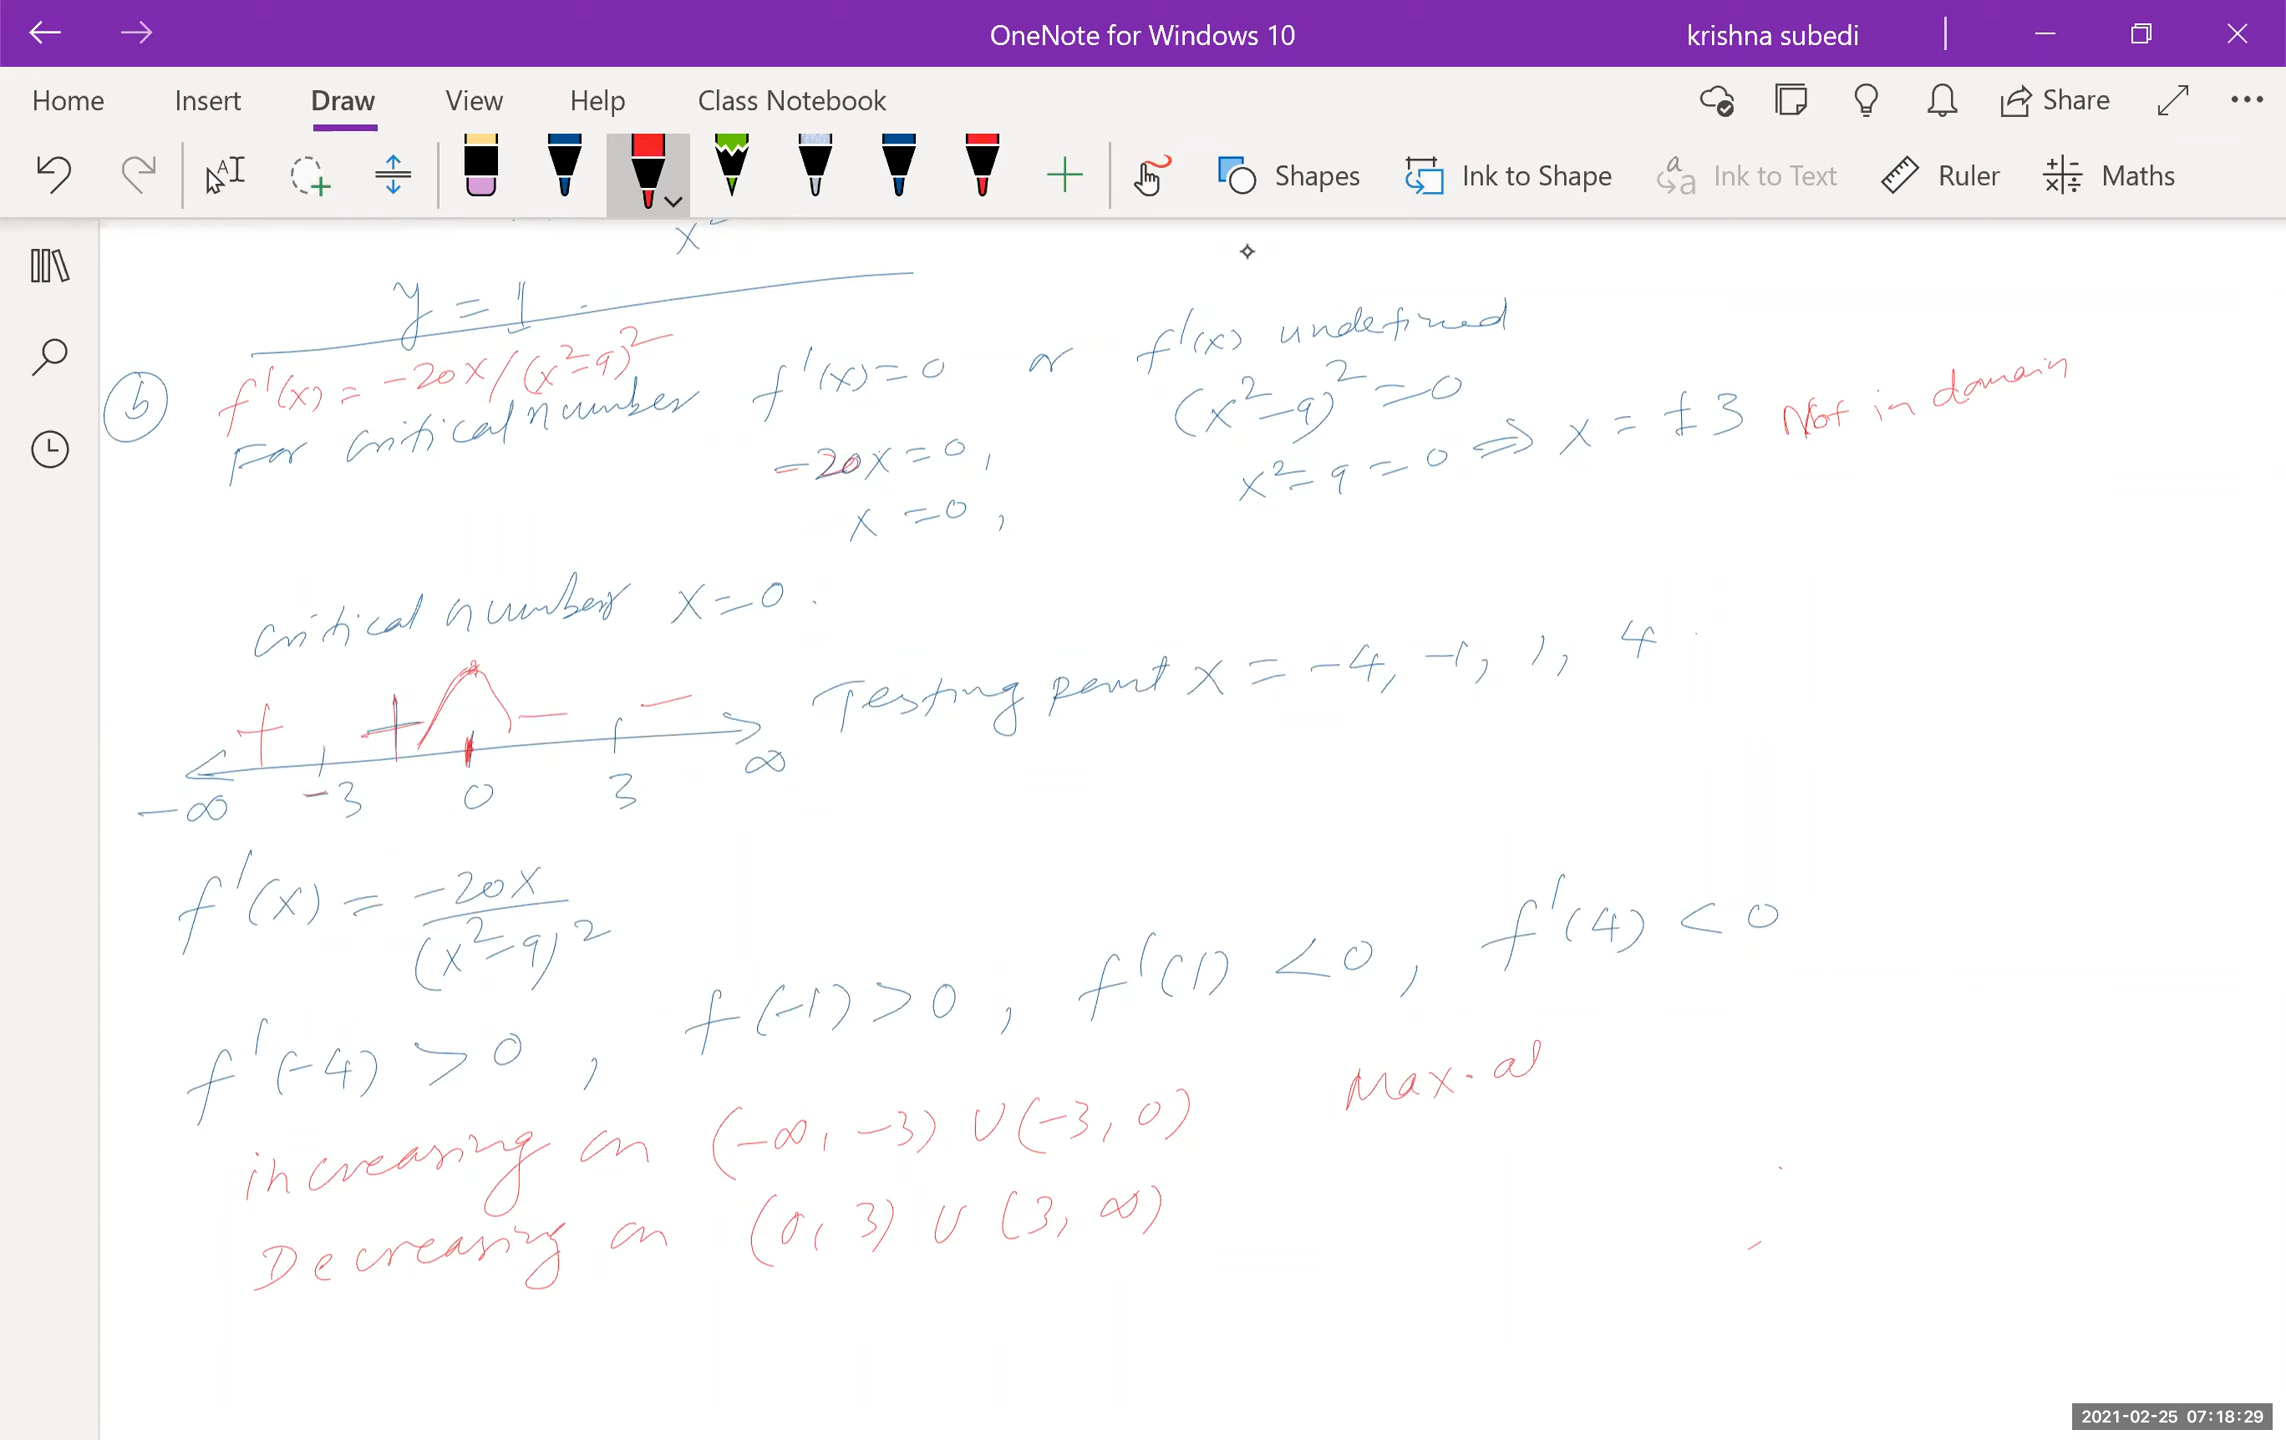 OneNote for Windows 10
krishna subedi
Home Insert Draw View Help Class Notebook Share
Shapes Ink to Shape Ink to Text Ruler Maths
x²
y = 1
b
f'(x) = -20x/(x²-9)²
For critical number f'(x)=0 or f'(x) undefined
-20x=0,
x=0,
(x²-9)²=0
x²-9=0 ⇒ x = ±3 Not in domain
critical number x=0.
+ + - -
-∞ -3 0 3 ∞
Testing point x = -4, -1, 1, 4
f'(x) = -20x/(x²-9)²
f'(-4) > 0, f(-1) > 0, f'(1) < 0, f'(4) < 0
increasing on (-∞, -3) U (-3, 0)
Max. at
Decreasing on (0, 3) U (3, ∞)
2021-02-25 07:18:29